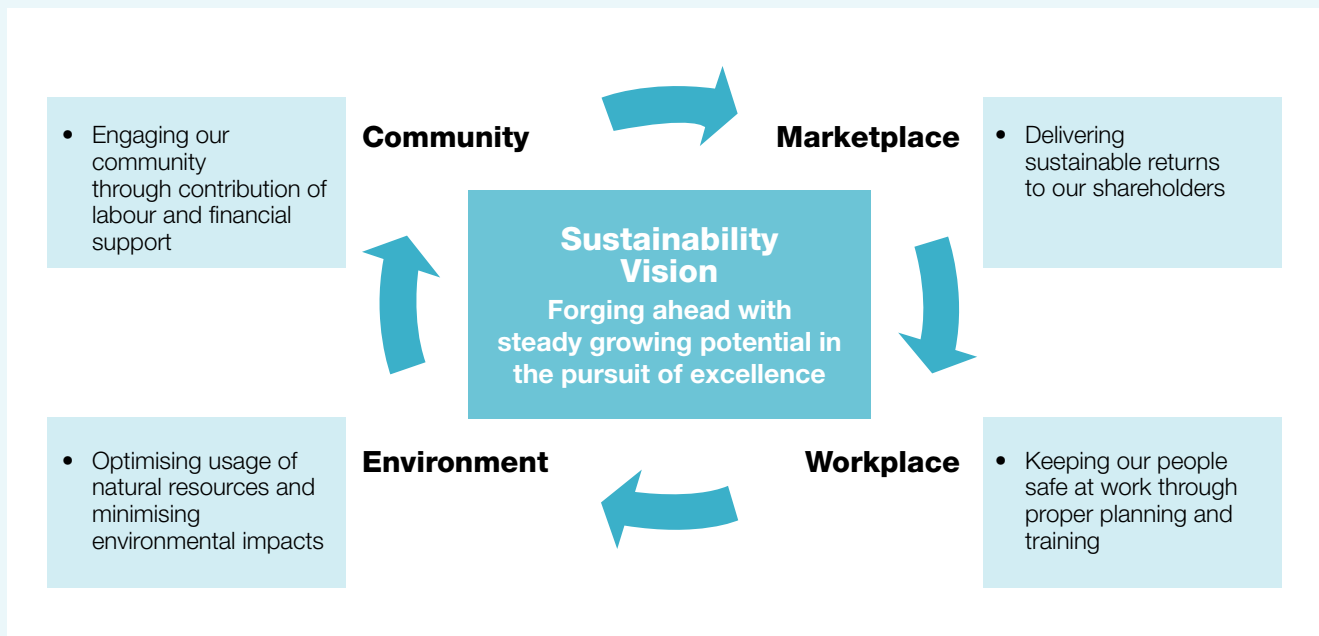 Community
• Engaging our
community
through contribution of
labour and financial
support
Marketplace
• Delivering
sustainable returns
to our shareholders
Sustainability
Vision
Forging ahead with
steady growing potential in
the pursuit of excellence
Environment
• Optimising usage of
natural resources and
minimising
environmental impacts
Workplace
• Keeping our people
safe at work through
proper planning and
training